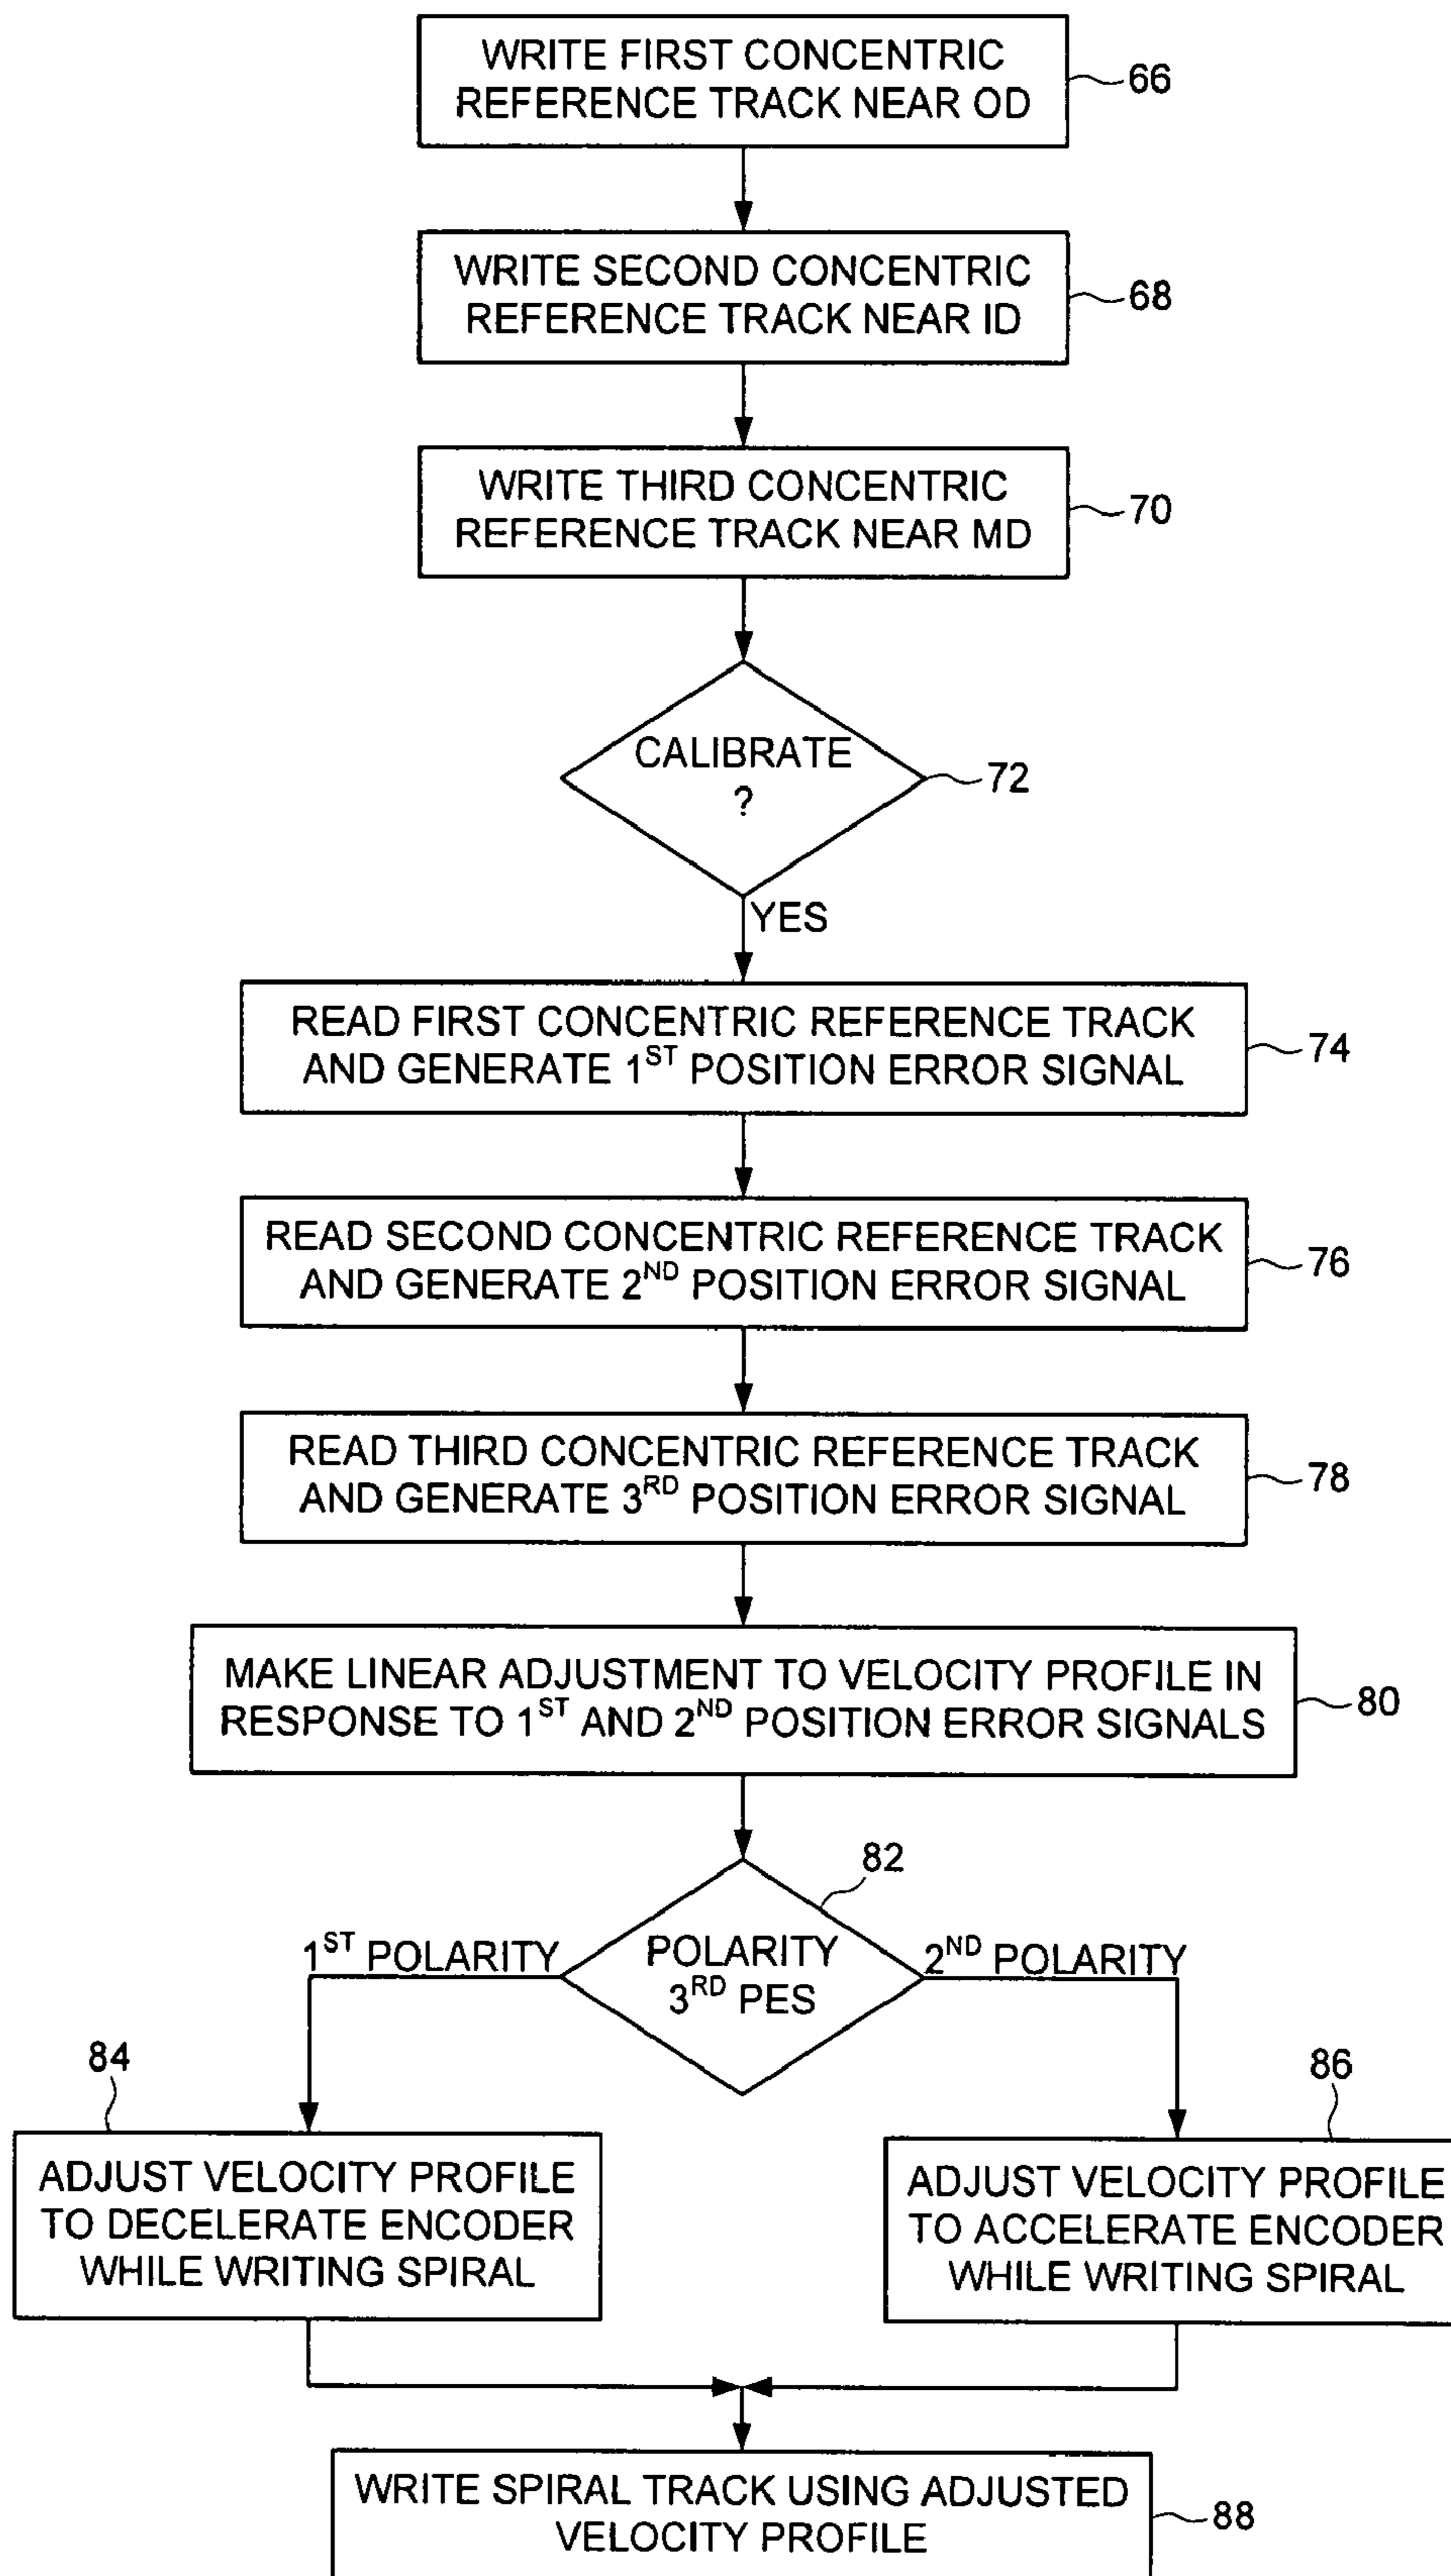 WRITE FIRST CONCENTRIC
REFERENCE TRACK NEAR OD
66
WRITE SECOND CONCENTRIC
REFERENCE TRACK NEAR ID
68
WRITE THIRD CONCENTRIC
REFERENCE TRACK NEAR MD
70
CALIBRATE
?
72
YES
READ FIRST CONCENTRIC REFERENCE TRACK
AND GENERATE 1ST POSITION ERROR SIGNAL
74
READ SECOND CONCENTRIC REFERENCE TRACK
AND GENERATE 2ND POSITION ERROR SIGNAL
76
READ THIRD CONCENTRIC REFERENCE TRACK
AND GENERATE 3RD POSITION ERROR SIGNAL
78
MAKE LINEAR ADJUSTMENT TO VELOCITY PROFILE IN
RESPONSE TO 1ST AND 2ND POSITION ERROR SIGNALS
80
82
1ST POLARITY
POLARITY
3RD PES
2ND POLARITY
84
ADJUST VELOCITY PROFILE
TO DECELERATE ENCODER
WHILE WRITING SPIRAL
86
ADJUST VELOCITY PROFILE
TO ACCELERATE ENCODER
WHILE WRITING SPIRAL
WRITE SPIRAL TRACK USING ADJUSTED
VELOCITY PROFILE
88